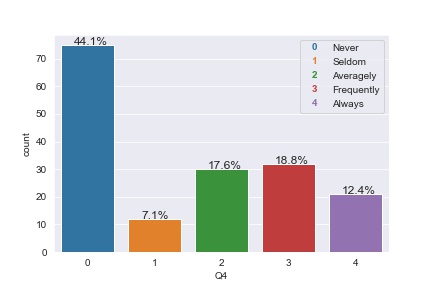 44.1%
7.1%
17.6%
18.8%
12.4%
0 Never
1 Seldom
2 Averagely
3 Frequently
4 Always
70
60
50
40
30
20
10
0
count
0 1 2 3 4
Q4